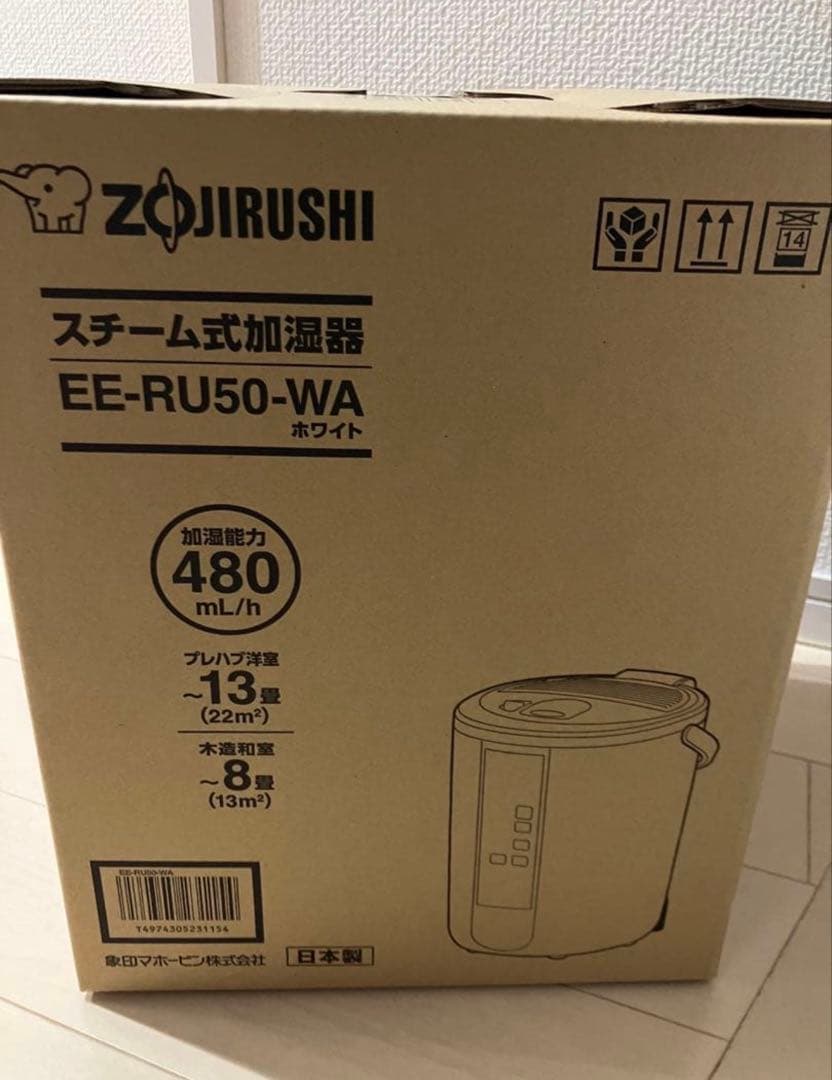 ZOJIRUSHI
14
スチーム式加湿器
EE-RU50-WA
ホワイト
加湿能力
480
mL/h
プレハブ洋室
～13畳
(22m²)
木造和室
～8畳
(13m²)
EE-RU50-WA
T4974305231154
象印マホービン株式会社 日本製